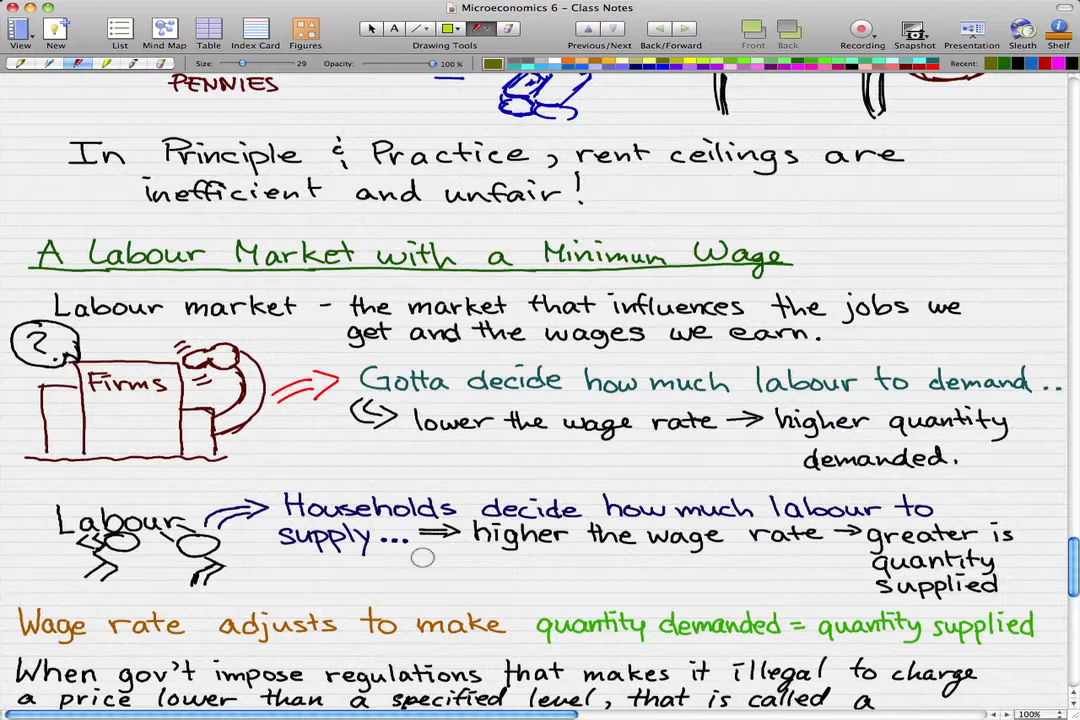 Microeconomics 6 - Class Notes
View New List Mind Map Table Index Card Figures Drawing Tools Previous/Next Back/Forward Front Back Recording Snapshot Presentation Sleuth Shelf
Size: 29 Opacity: 100 % Recent:
PENNIES
In Principle & Practice, rent ceilings are
inefficient and unfair!
A Labour Market with a Minimum Wage
Labour market - the market that influences the jobs we
get and the wages we earn.
?
Firms
Gotta decide how much labour to demand...
lower the wage rate → higher quantity
demanded.
Labour
Households decide how much labour to
supply... ⇒ higher the wage rate → greater is
quantity
supplied
Wage rate adjusts to make quantity demanded = quantity supplied
When gov't impose regulations that makes it illegal to charge
a price lower than a specified level, that is called a
100%